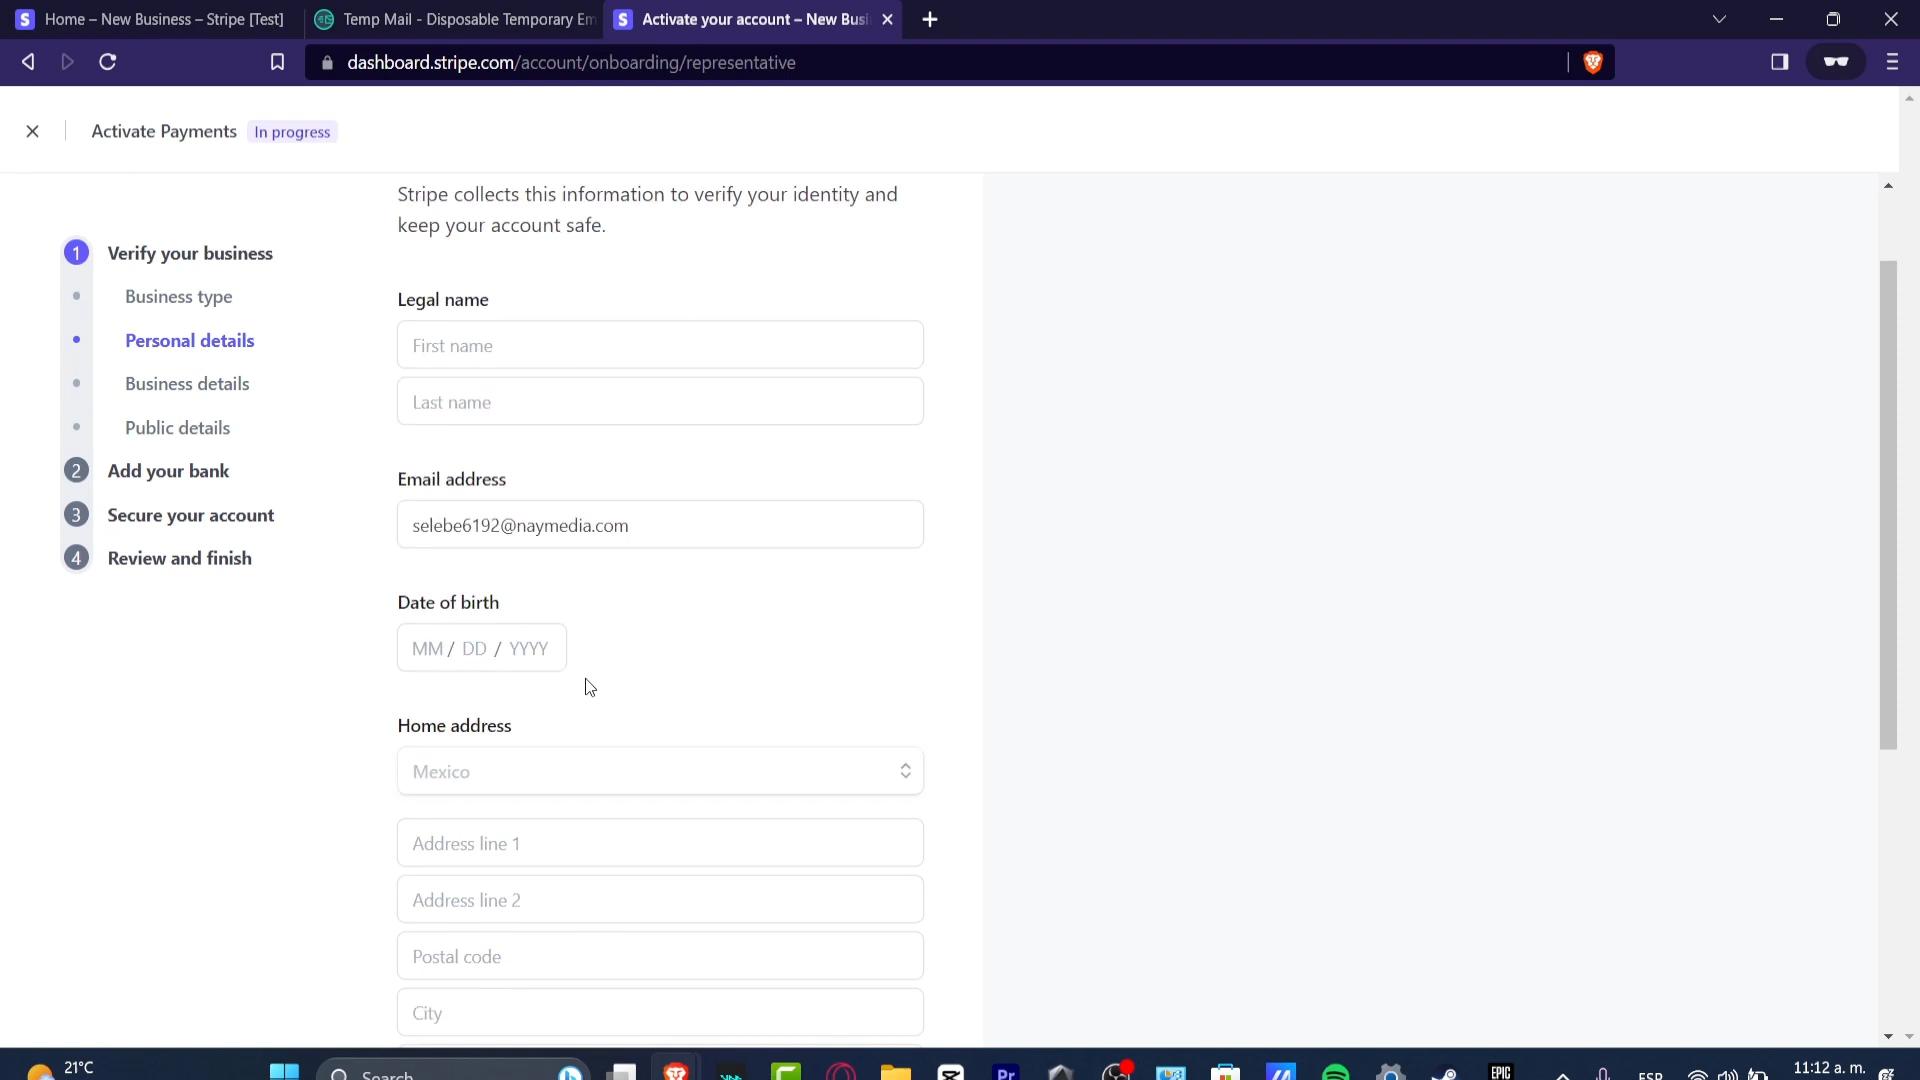 Home – New Business – Stripe [Test]
Temp Mail - Disposable Temporary Em
Activate your account – New Busi
dashboard.stripe.com/account/onboarding/representative
Activate Payments
In progress
Stripe collects this information to verify your identity and
keep your account safe.
1 Verify your business
Business type
Personal details
Business details
Public details
2 Add your bank
3 Secure your account
4 Review and finish
Legal name
First name
Last name
Email address
selebe6192@naymedia.com
Date of birth
MM / DD / YYYY
Home address
Mexico
Address line 1
Address line 2
Postal code
City
21°C
Search
Pr
EPIC
ESP
11:12 a. m.